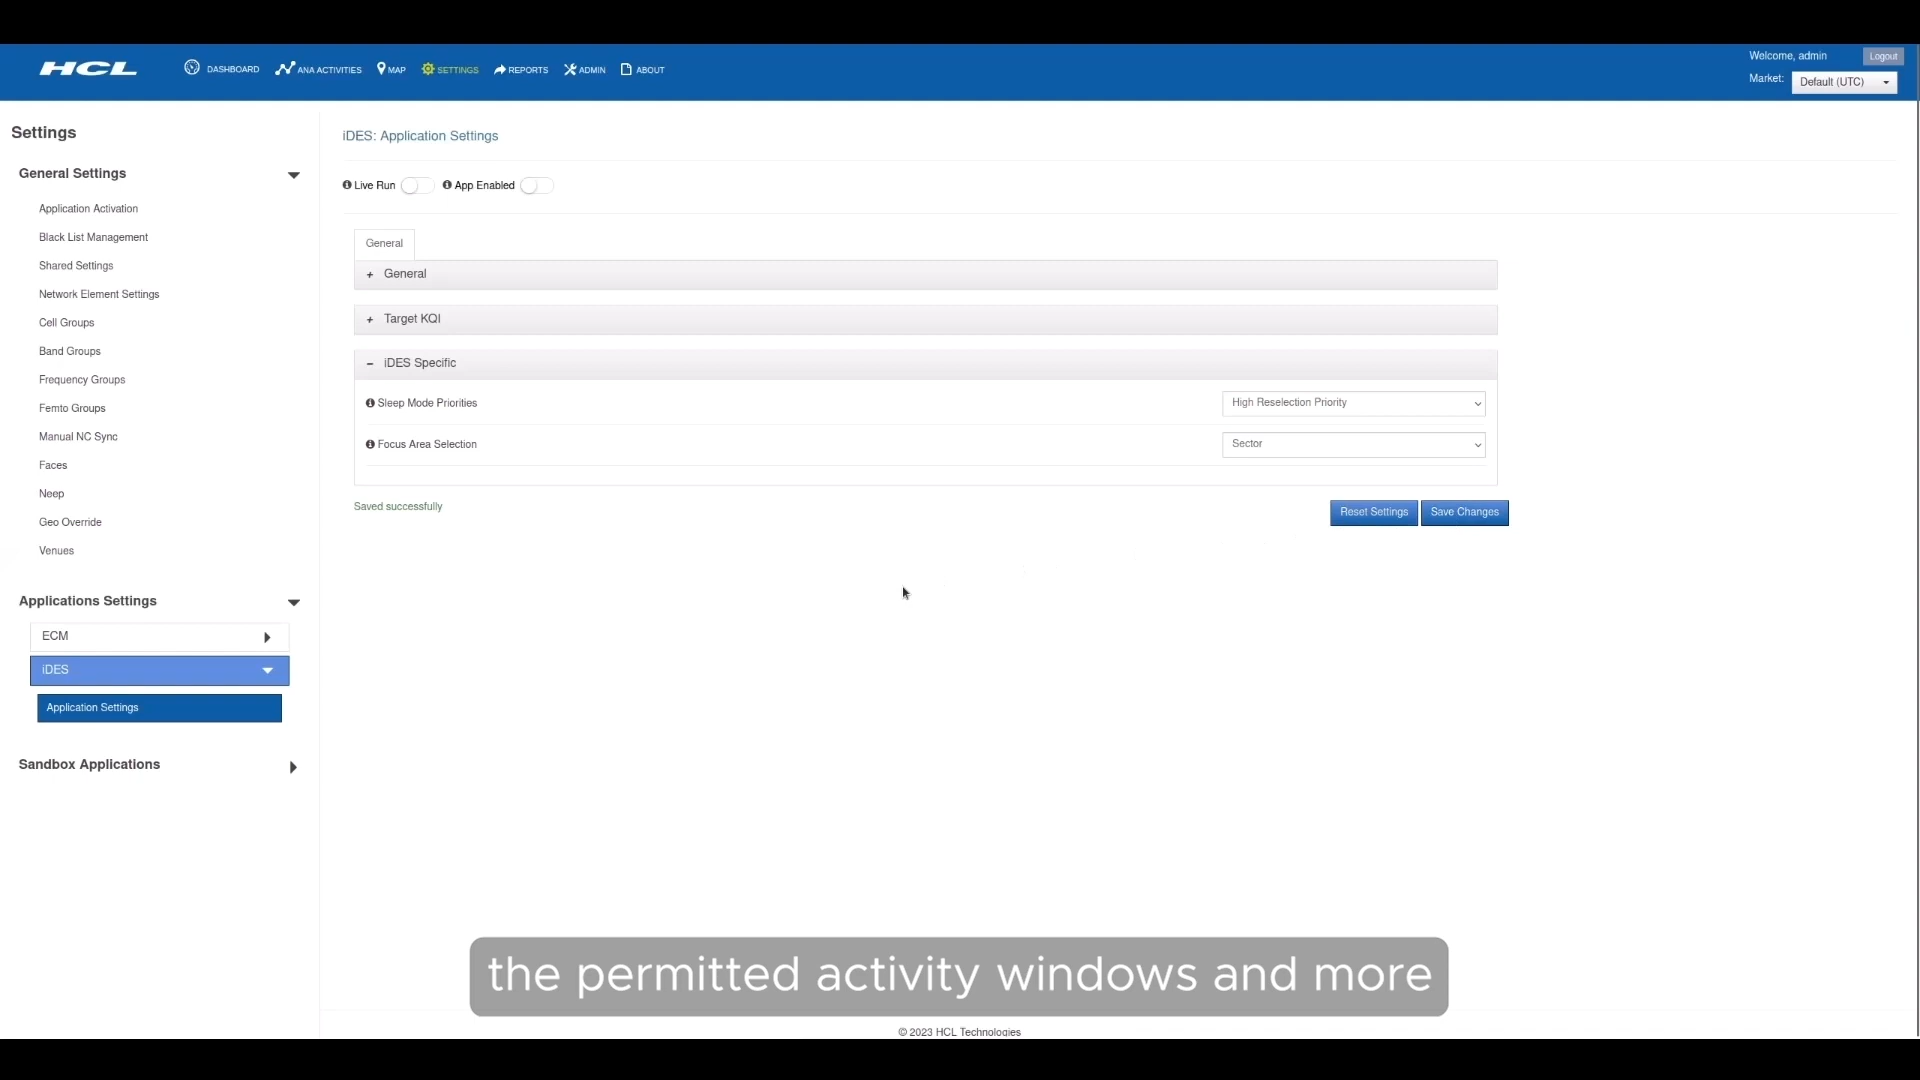 HCL
DASHBOARD
ANA ACTIVITIES
MAP
SETTINGS
REPORTS
ADMIN
ABOUT
Welcome, admin
Logout
Market:
Default (UTC)
Settings
General Settings
Application Activation
Black List Management
Shared Settings
Network Element Settings
Cell Groups
Band Groups
Frequency Groups
Femto Groups
Manual NC Sync
Faces
Neep
Geo Override
Venues
Applications Settings
ECM
iDES
Application Settings
Sandbox Applications
iDES: Application Settings
Live Run
App Enabled
General
+ General
+ Target KQI
– iDES Specific
Sleep Mode Priorities
High Reselection Priority
Focus Area Selection
Sector
Saved successfully
Reset Settings
Save Changes
the permitted activity windows and more
© 2023 HCL Technologies